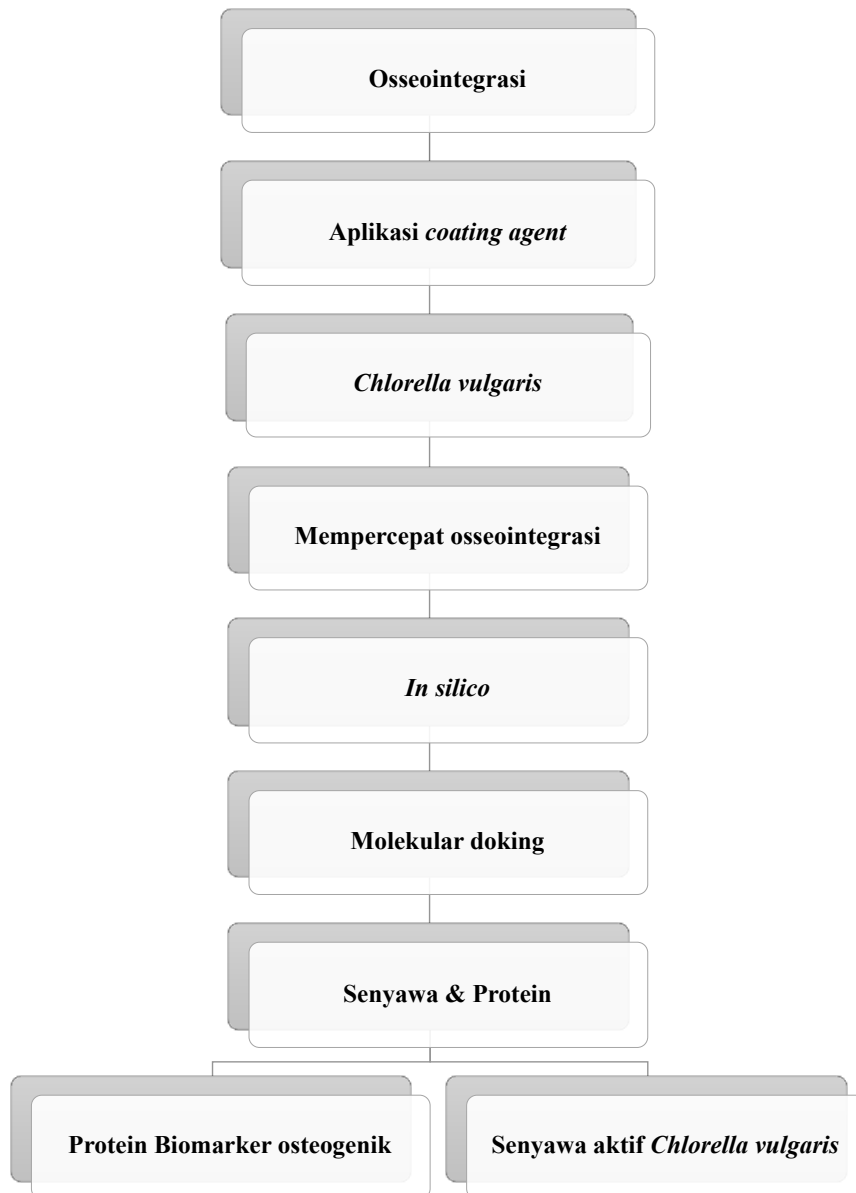 Osseointegrasi
Aplikasi coating agent
Chlorella vulgaris
Mempercepat osseointegrasi
In silico
Molekular doking
Senyawa & Protein
Protein Biomarker osteogenik
Senyawa aktif Chlorella vulgaris